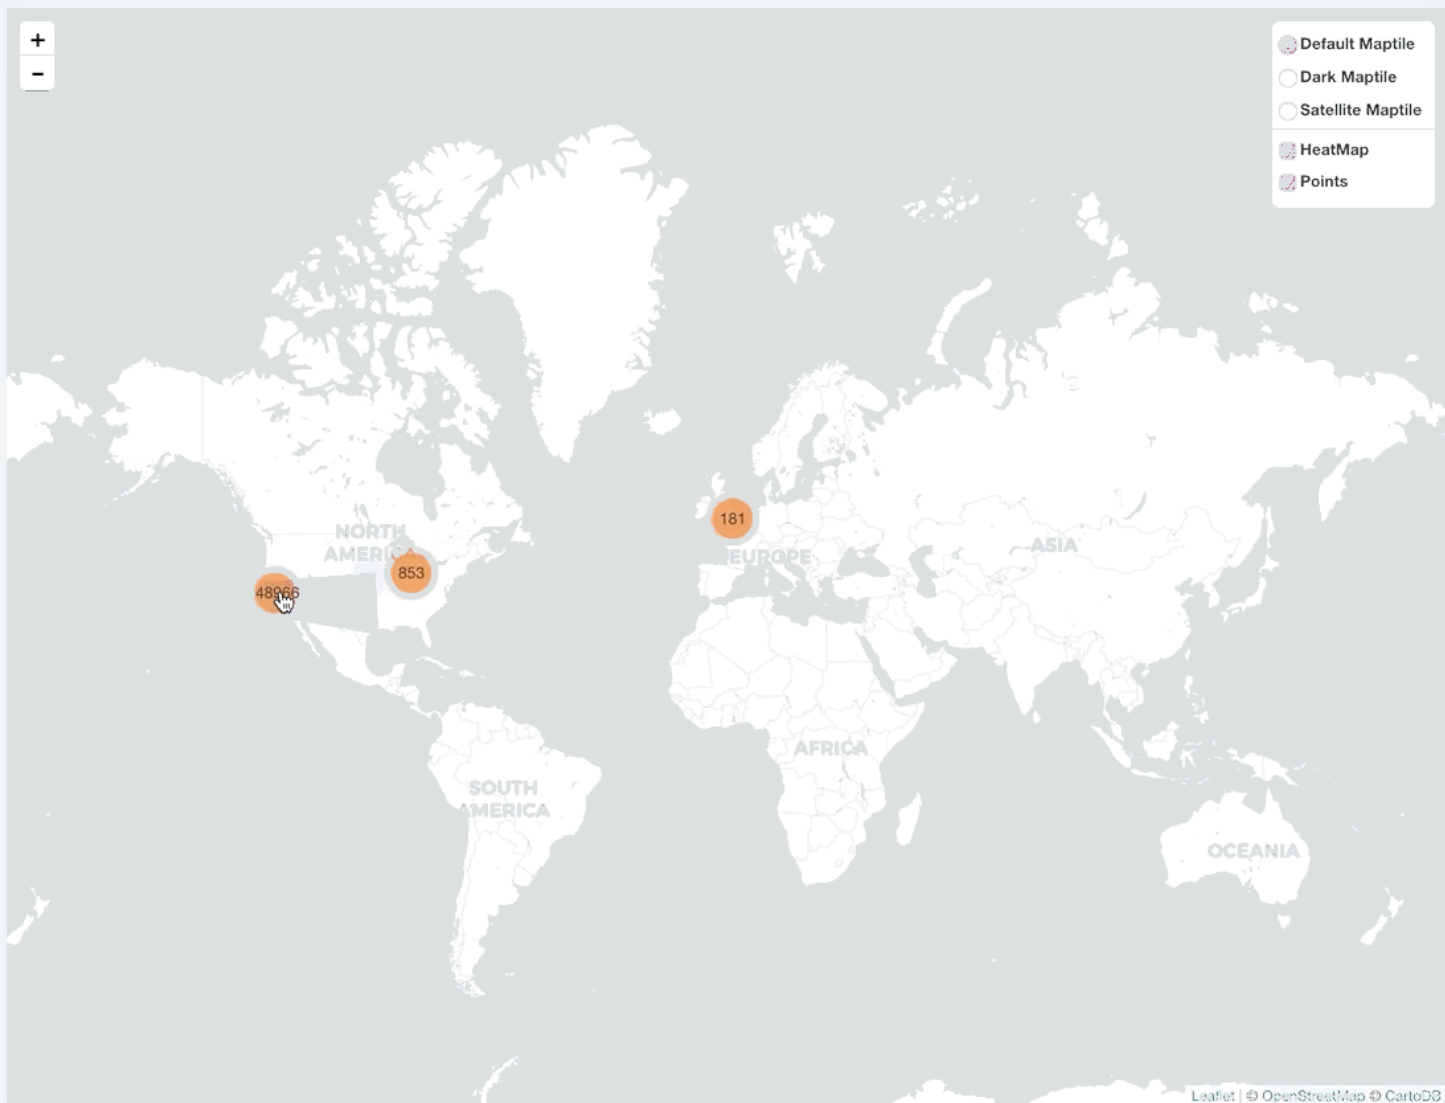 +
−
Default Maptile
Dark Maptile
Satellite Maptile
HeatMap
Points
NORTH
AMERICA
181
EUROPE
ASIA
853
48966
AFRICA
SOUTH
AMERICA
OCEANIA
Leaflet | © OpenStreetMap © CartoDB